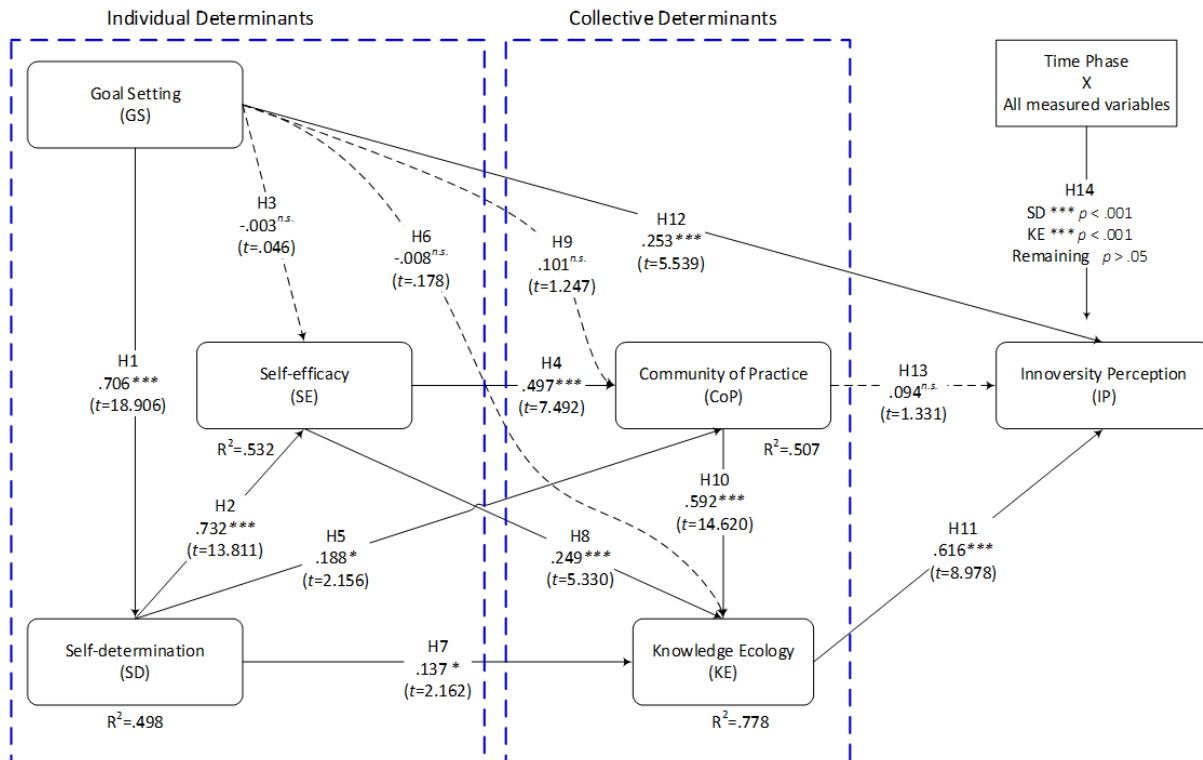 Individual Determinants
Collective Determinants
Goal Setting
(GS)
Time Phase
X
All measured variables
H3
-.003n.s.
(t=.046)
H6
-.008n.s.
(t=.178)
H9
.101n.s.
(t=1.247)
H12
.253***
(t=5.539)
H14
SD *** p < .001
KE *** p < .001
Remaining p > .05
H1
.706***
(t=18.906)
Self-efficacy
(SE)
R2=.532
H4
.497***
(t=7.492)
Community of Practice
(CoP)
R2=.507
H13
.094n.s.
(t=1.331)
Innoversity Perception
(IP)
H2
.732***
(t=13.811)
H5
.188*
(t=2.156)
H8
.249***
(t=5.330)
H10
.592***
(t=14.620)
H11
.616***
(t=8.978)
Self-determination
(SD)
R2=.498
H7
.137 *
(t=2.162)
Knowledge Ecology
(KE)
R2=.778